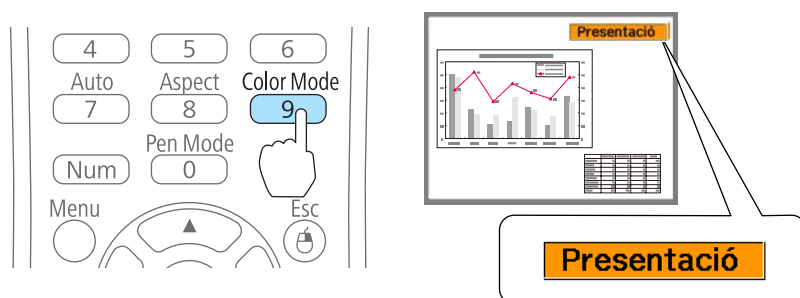 4 5 6
Auto Aspect Color Mode
7 8 9
Pen Mode
Num 0
Menu Esc
Presentació
Presentació